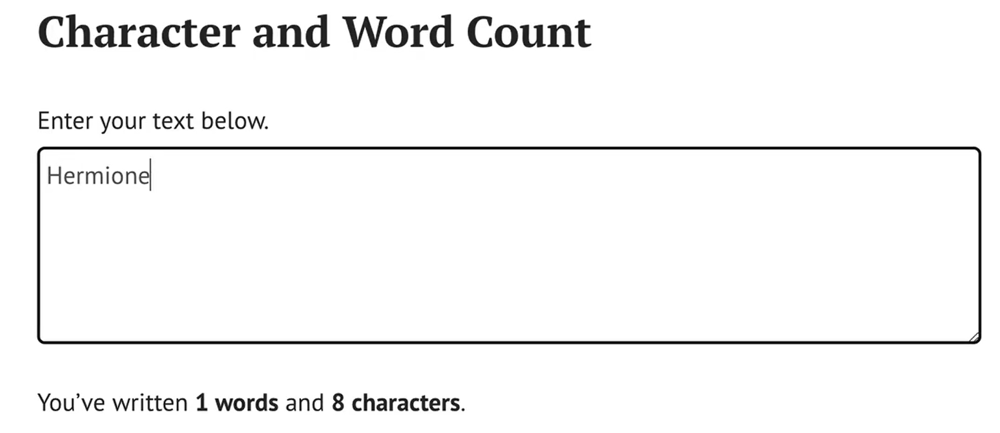 Character and Word Count
Enter your text below.
Hermione
You’ve written 1 words and 8 characters.